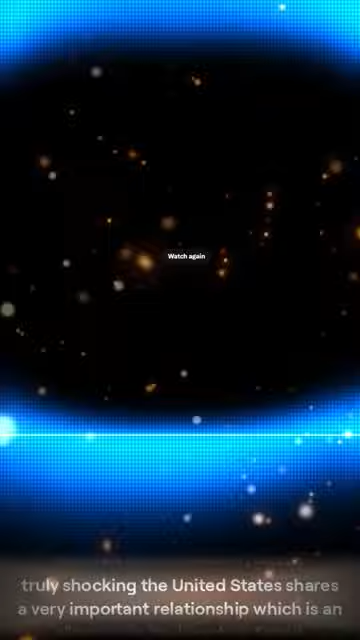 Watch again
truly shocking the United States shares
a very important relationship which is an